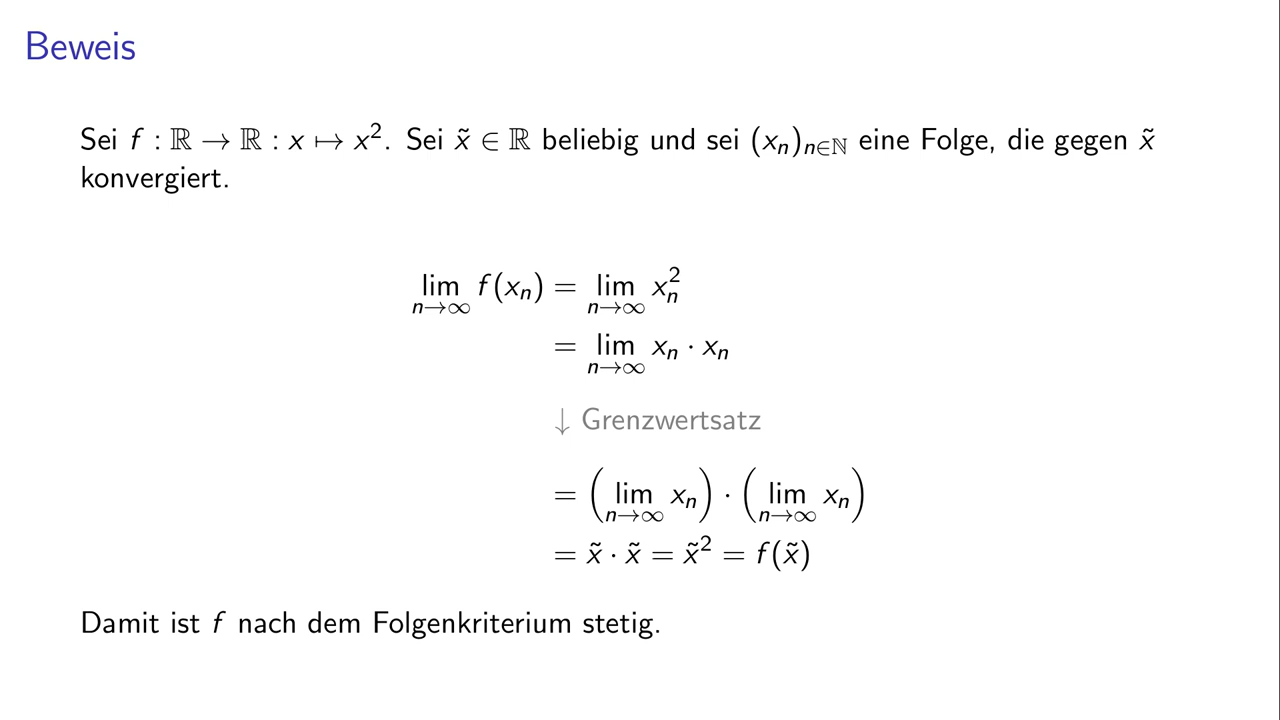 Beweis
Sei f : ℝ → ℝ : x ↦ x². Sei x̃ ∈ ℝ beliebig und sei (xₙ)ₙ∈ℕ eine Folge, die gegen x̃
konvergiert.
lim n→∞ f(xₙ) = lim n→∞ xₙ²
= lim n→∞ xₙ · xₙ
↓ Grenzwertsatz
= (lim n→∞ xₙ) · (lim n→∞ xₙ)
= x̃ · x̃ = x̃² = f(x̃)
Damit ist f nach dem Folgenkriterium stetig.